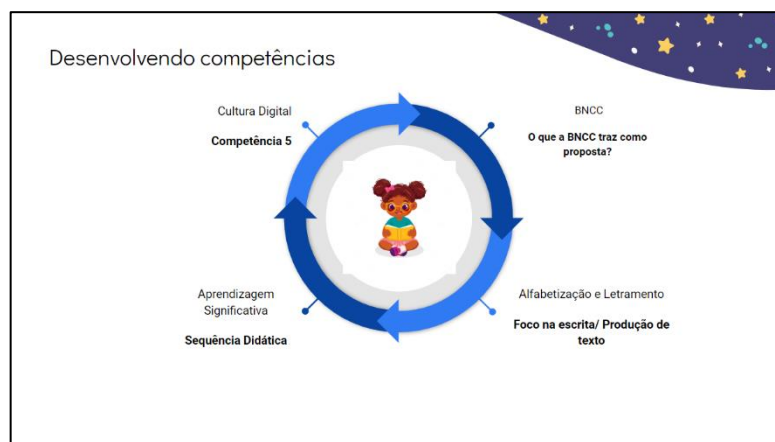 Desenvolvendo competências
Cultura Digital
Competência 5
BNCC
O que a BNCC traz como
proposta?
Aprendizagem
Significativa
Sequência Didática
Alfabetização e Letramento
Foco na escrita/ Produção de
texto